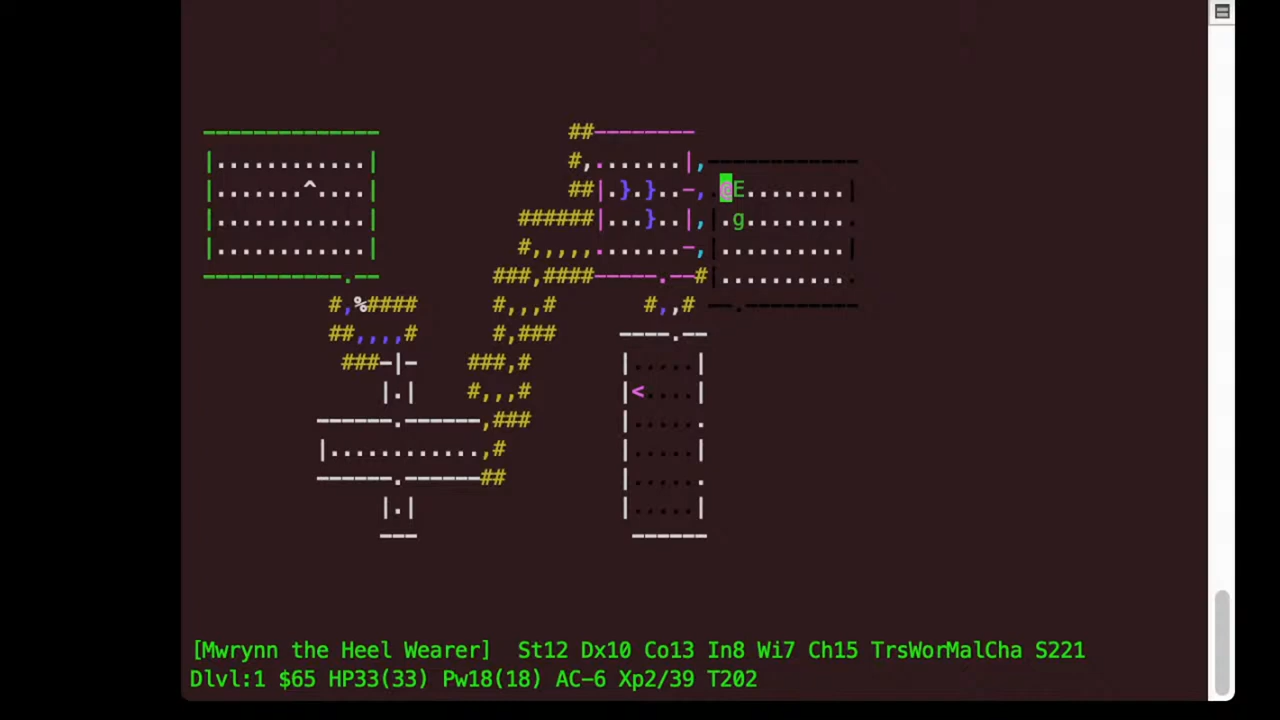 ##--------
#,.......|, ------------
--------------
|...........| |.......^...| ##|.}.}..-, .@E........|
######|...}..|, |.g........
|...........| #,,,,,.......-, |..........|
-----------.-- ###,####-----.--# |..........
#,%#### #,,,# #,,# --.---------
##,,,,# #,### ----.--
###-|- ###,# |.....|
|.| #,,,# |<....|
------.------,### |......
|............,# |.....|
------.------## |......
|.| |.....|
--- ------
[Mwrynn the Heel Wearer] St12 Dx10 Co13 In8 Wi7 Ch15 TrsWorMalCha S221
Dlvl:1 $65 HP33(33) Pw18(18) AC-6 Xp2/39 T202